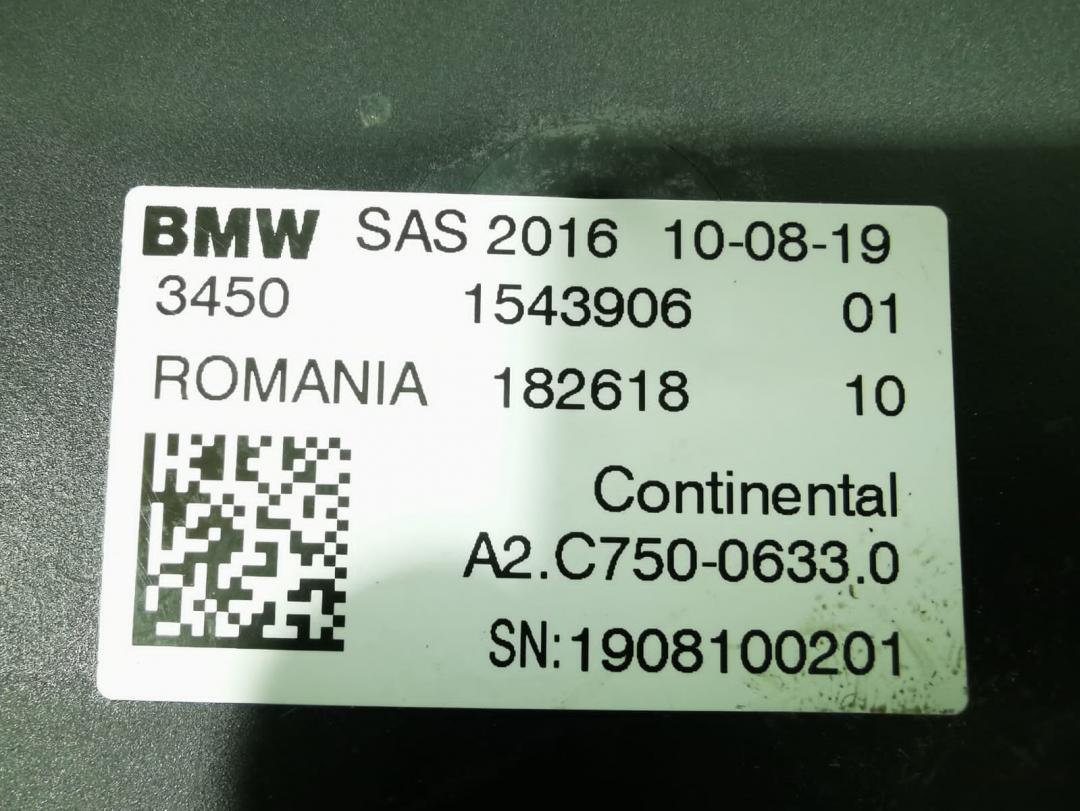 BMW SAS 2016 10-08-19
3450 1543906 01
ROMANIA 182618 10
Continental
A2.C750-0633.0
SN:1908100201